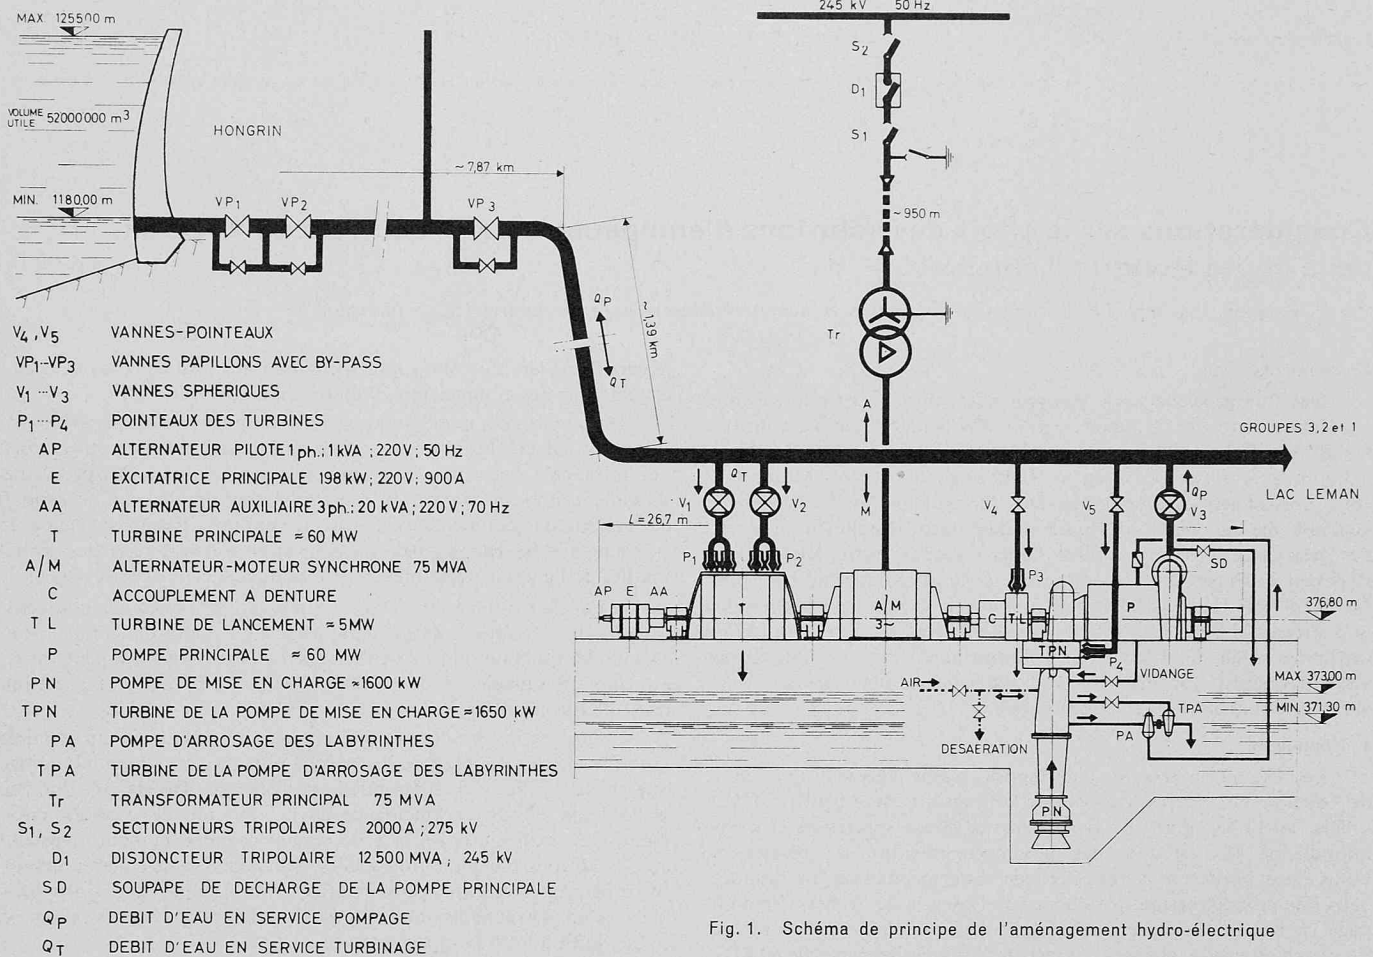 245 kV 50 Hz
MAX. 125500 m
S2
D1
VOLUME UTILE 52000000 m³
HONGRIN
S1
~7,87 km
MIN. 118000 m
VP1 VP2 VP3
~950 m
QP
~1,39 km
QT
Tr
V4, V5 VANNES-POINTEAUX
VP1...VP3 VANNES PAPILLONS AVEC BY-PASS
V1...V3 VANNES SPHERIQUES
P1...P4 POINTEAUX DES TURBINES
AP ALTERNATEUR PILOTE 1 ph.; 1 kVA ; 220 V ; 50 Hz
E EXCITATRICE PRINCIPALE 198 kW ; 220 V ; 900 A
AA ALTERNATEUR AUXILIAIRE 3 ph.: 20 kVA ; 220 V ; 70 Hz
T TURBINE PRINCIPALE ≈ 60 MW
A/M ALTERNATEUR-MOTEUR SYNCHRONE 75 MVA
C ACCOUPLEMENT A DENTURE
TL TURBINE DE LANCEMENT ≈ 5 MW
P POMPE PRINCIPALE ≈ 60 MW
PN POMPE DE MISE EN CHARGE ≈ 1600 kW
TPN TURBINE DE LA POMPE DE MISE EN CHARGE ≈ 1650 kW
PA POMPE D'ARROSAGE DES LABYRINTHES
TPA TURBINE DE LA POMPE D'ARROSAGE DES LABYRINTHES
Tr TRANSFORMATEUR PRINCIPAL 75 MVA
S1, S2 SECTIONNEURS TRIPOLAIRES 2000 A ; 275 kV
D1 DISJONCTEUR TRIPOLAIRE 12 500 MVA ; 245 kV
SD SOUPAPE DE DECHARGE DE LA POMPE PRINCIPALE
QP DEBIT D'EAU EN SERVICE POMPAGE
QT DEBIT D'EAU EN SERVICE TURBINAGE
A
GROUPES 3, 2 et 1
QT
M
QP
LAC LEMAN
V1 V2 V4 V5 V3
L = 26,7 m
P1 P2 P3
SD
AP E AA
T A/M 3~ C TL P
376,80 m
TPN P4
AIR
VIDANGE
MAX. 373,00 m
MIN. 371,30 m
TPA
PA
DESAERATION
PN
Fig. 1. Schéma de principe de l'aménagement hydro-électrique